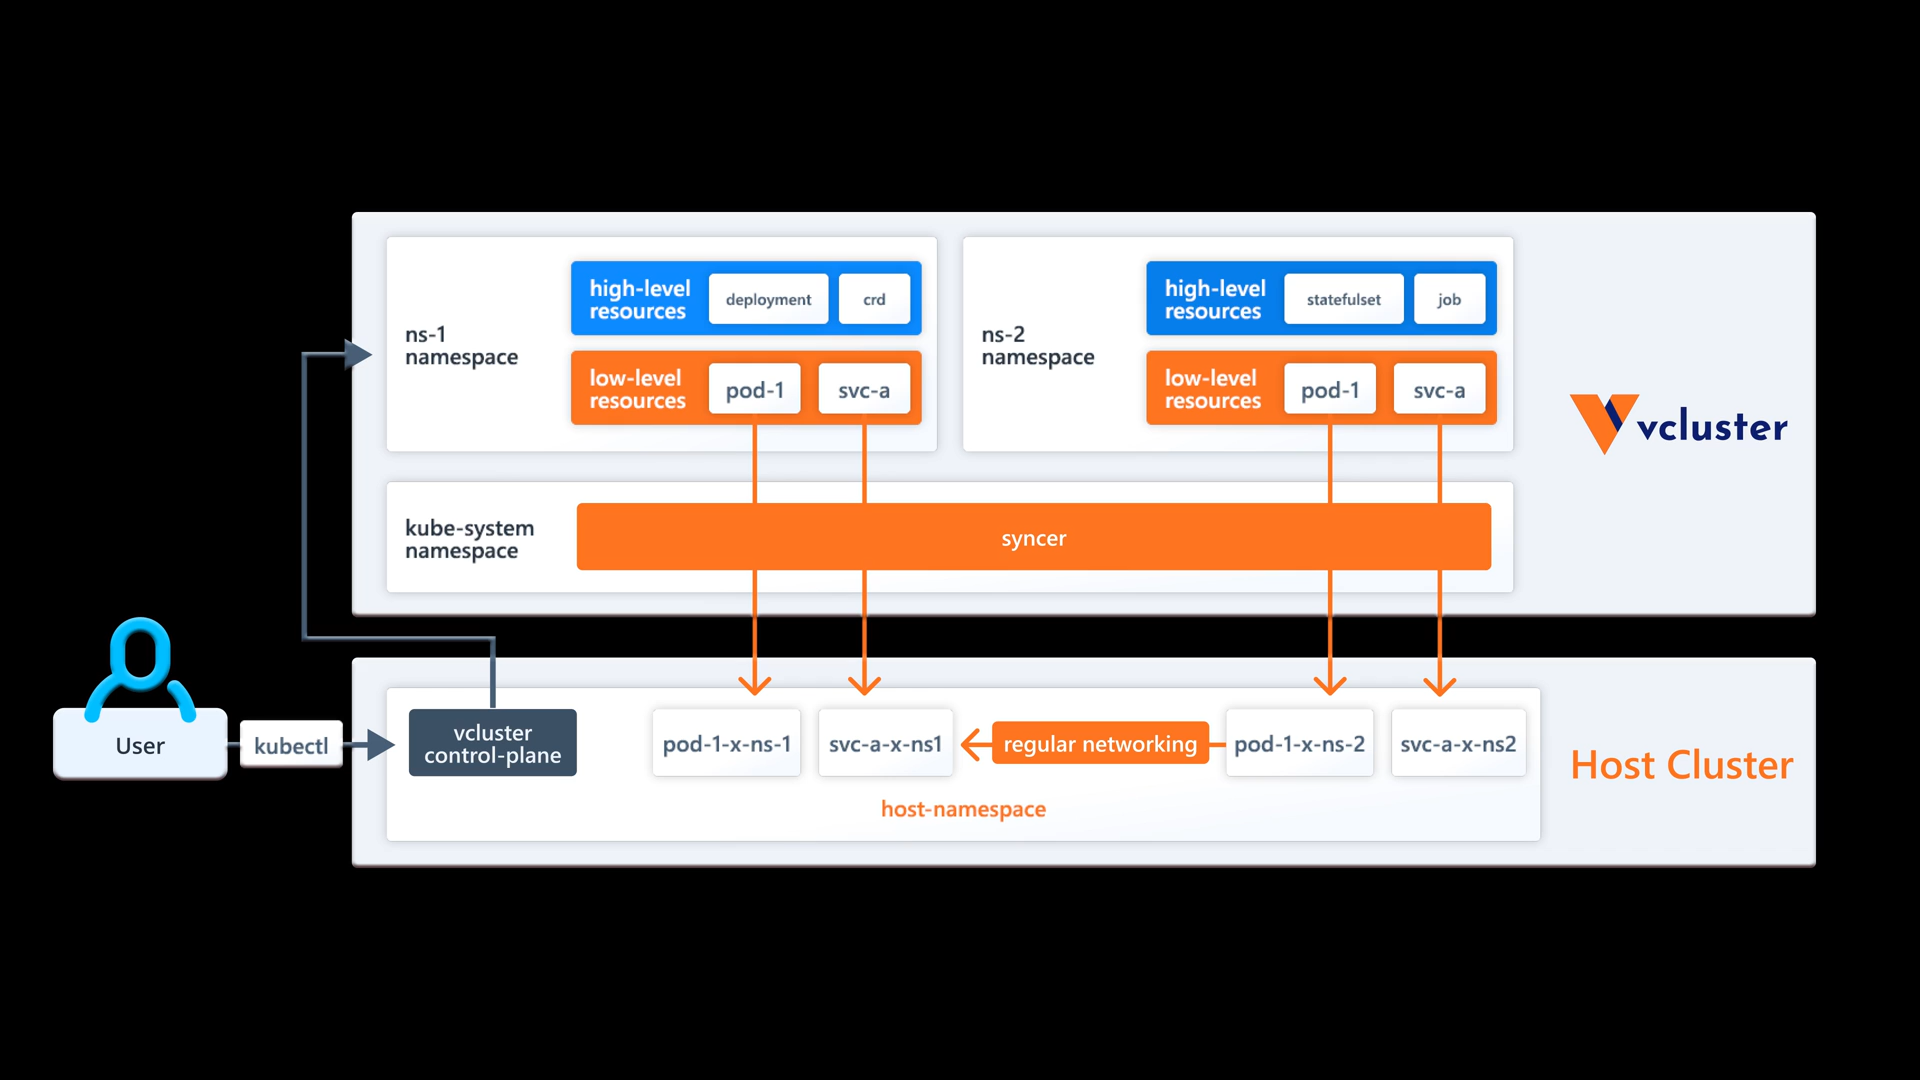 ns-1
namespace
high-level
resources
deployment
crd
low-level
resources
pod-1
svc-a
ns-2
namespace
high-level
resources
statefulset
job
low-level
resources
pod-1
svc-a
vcluster
kube-system
namespace
syncer
User
kubectl
vcluster
control-plane
pod-1-x-ns-1
svc-a-x-ns1
regular networking
pod-1-x-ns-2
svc-a-x-ns2
host-namespace
Host Cluster